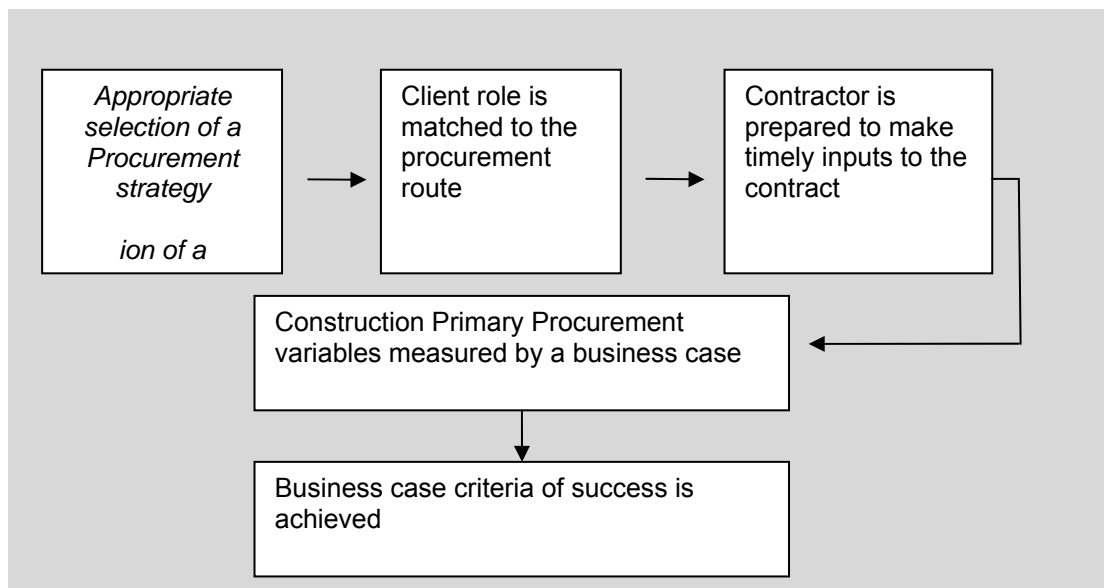 Appropriate
selection of a
Procurement
strategy
ion of a
Client role is
matched to the
procurement
route
Contractor is
prepared to make
timely inputs to the
contract
Construction Primary Procurement
variables measured by a business case
Business case criteria of success is
achieved